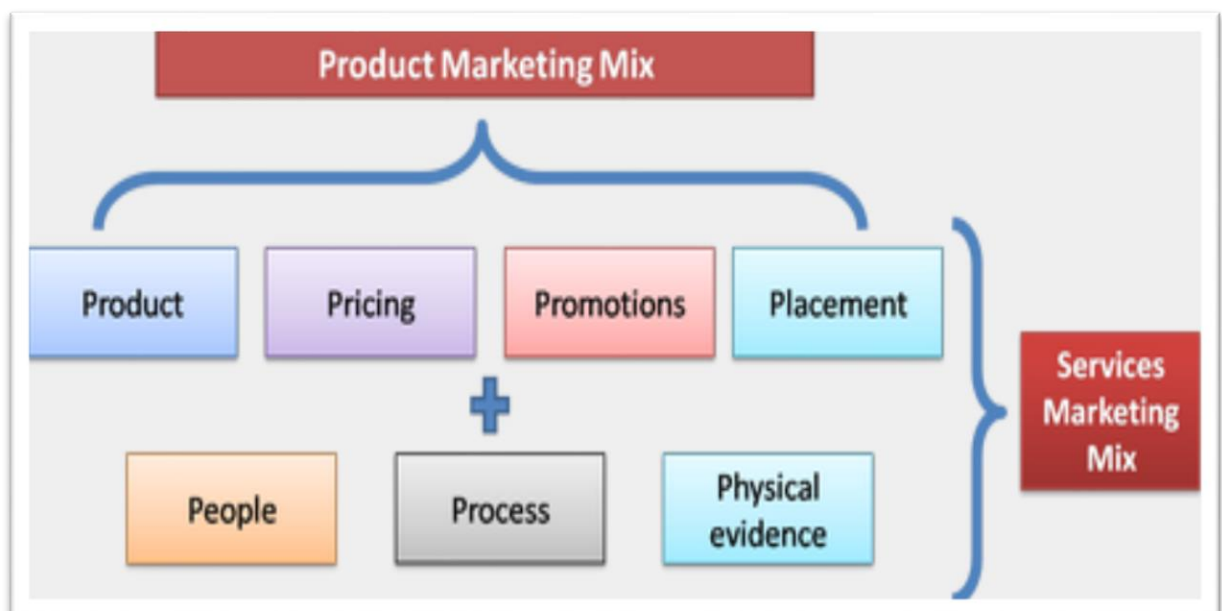 Product Marketing Mix
Product
Pricing
Promotions
Placement
Services
Marketing
Mix
People
Process
Physical
evidence